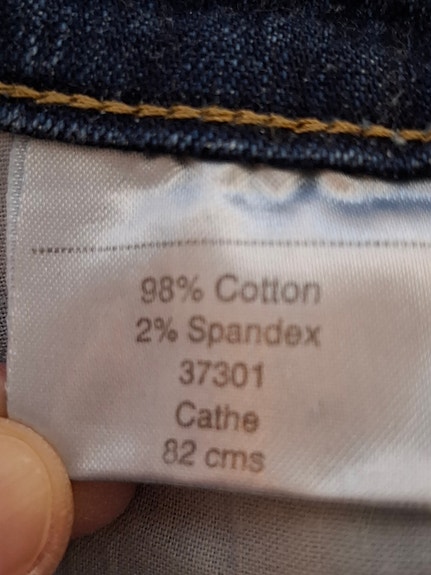 98% Cotton
2% Spandex
37301
Cathe
82 cms